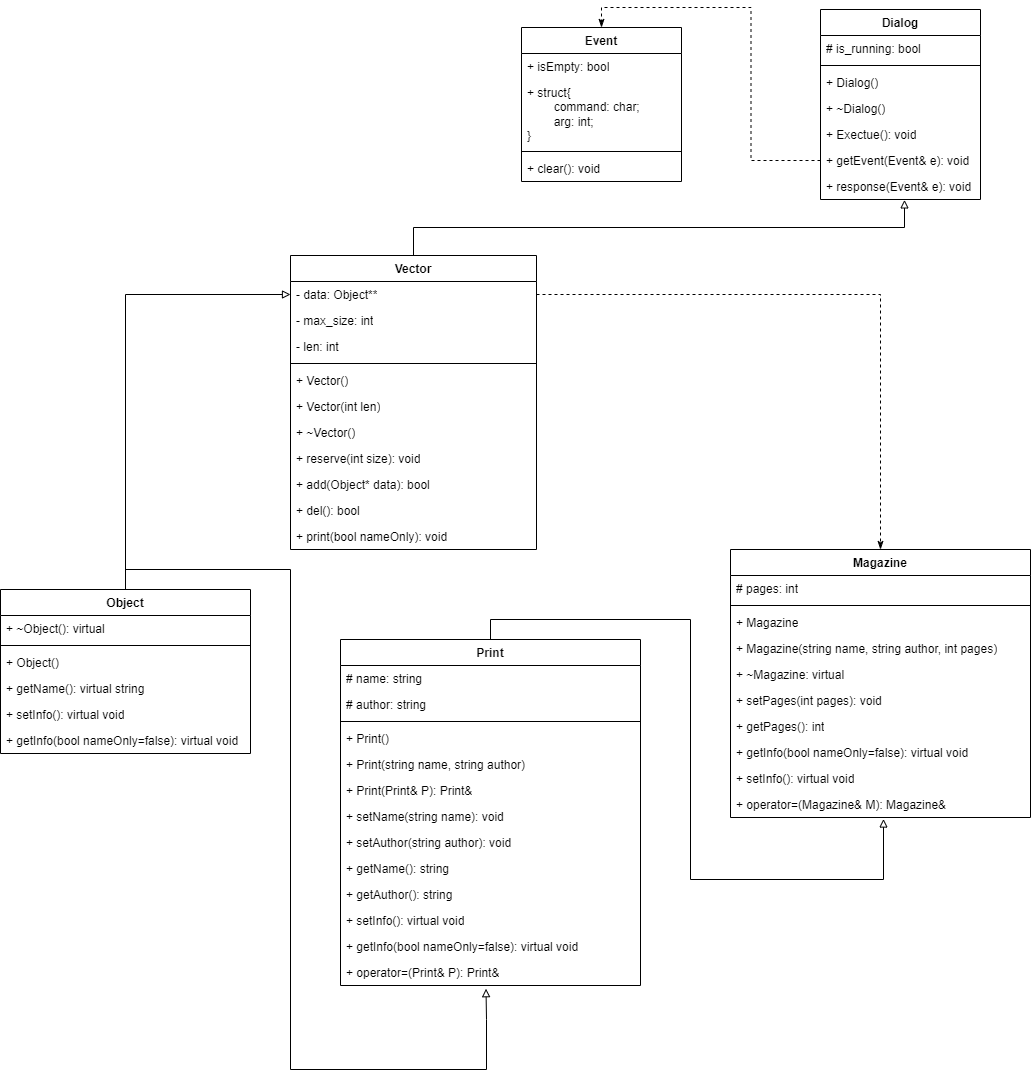 Event
+ isEmpty: bool
+ struct{
command: char;
arg: int;
}
+ clear(): void
Dialog
# is_running: bool
+ Dialog()
+ ~Dialog()
+ Exectue(): void
+ getEvent(Event& e): void
+ response(Event& e): void
Vector
- data: Object**
- max_size: int
- len: int
+ Vector()
+ Vector(int len)
+ ~Vector()
+ reserve(int size): void
+ add(Object* data): bool
+ del(): bool
+ print(bool nameOnly): void
Object
+ ~Object(): virtual
+ Object()
+ getName(): virtual string
+ setInfo(): virtual void
+ getInfo(bool nameOnly=false): virtual void
Print
# name: string
# author: string
+ Print()
+ Print(string name, string author)
+ Print(Print& P): Print&
+ setName(string name): void
+ setAuthor(string author): void
+ getName(): string
+ getAuthor(): string
+ setInfo(): virtual void
+ getInfo(bool nameOnly=false): virtual void
+ operator=(Print& P): Print&
Magazine
# pages: int
+ Magazine
+ Magazine(string name, string author, int pages)
+ ~Magazine: virtual
+ setPages(int pages): void
+ getPages(): int
+ getInfo(bool nameOnly=false): virtual void
+ setInfo(): virtual void
+ operator=(Magazine& M): Magazine&